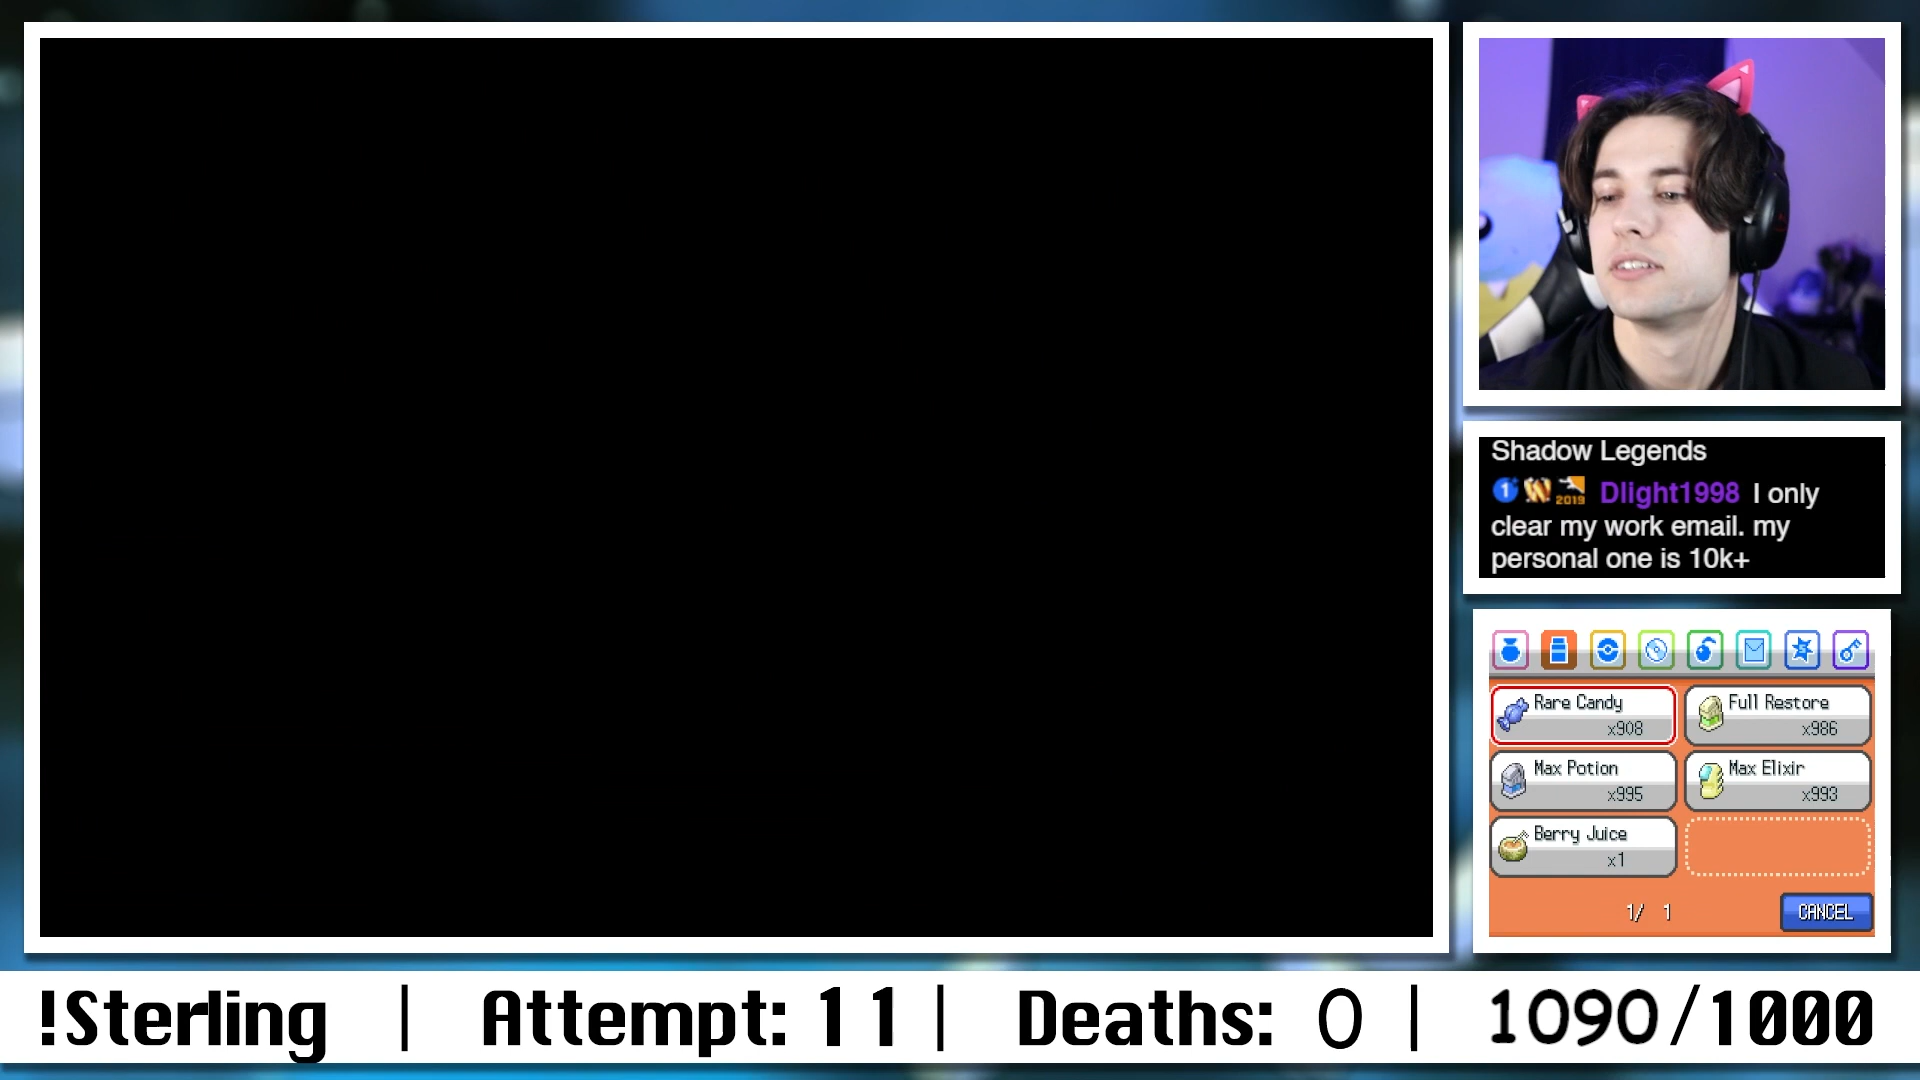 Shadow Legends
2019 Dlight1998 I only
clear my work email. my
personal one is 10k+
Rare Candy
x908
Full Restore
x986
Max Potion
x995
Max Elixir
x993
Berry Juice
x1
1/ 1
CANCEL
!Sterling | Attempt: 11 | Deaths: 0 | 1090/1000